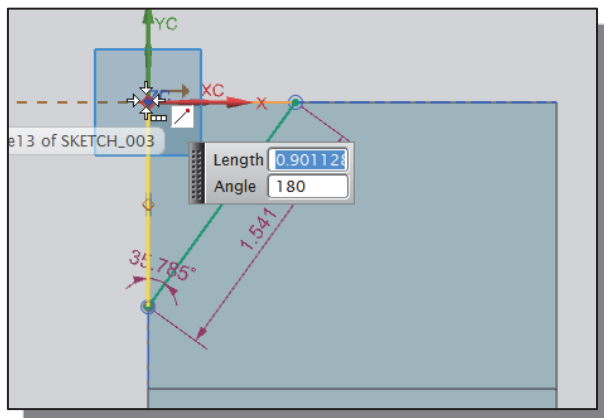 YC
XC
X
e13 of SKETCH_003
Length 0.901128
Angle 180
1.541
35.785°